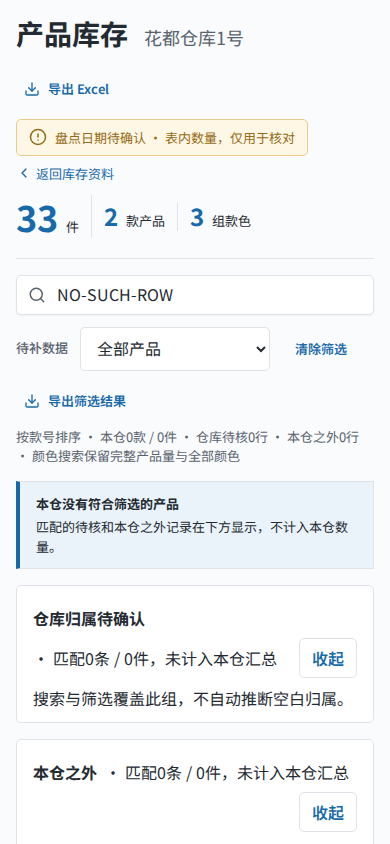 产品库存 花都仓库1号
导出 Excel
盘点日期待确认 · 表内数量，仅用于核对
返回库存资料
33 件 2 款产品 3 组款色
NO-SUCH-ROW
待补数据 全部产品 清除筛选
导出筛选结果
按款号排序 · 本仓0款 / 0件 · 仓库待核0行 · 本仓之外0行
· 颜色搜索保留完整产品量与全部颜色
本仓没有符合筛选的产品
匹配的待核和本仓之外记录在下方显示，不计入本仓数
量。
仓库归属待确认
· 匹配0条 / 0件，未计入本仓汇总 收起
搜索与筛选覆盖此组，不自动推断空白归属。
本仓之外 · 匹配0条 / 0件，未计入本仓汇总
收起